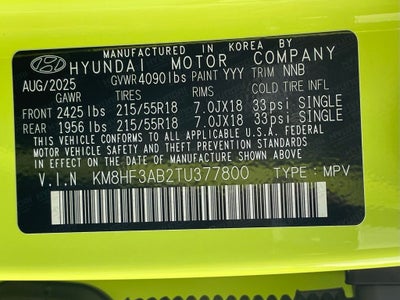 MANUFACTURED IN KOREA BY
HYUNDAI MOTOR COMPANY
AUG/2025 GVWR 4090 lbs PAINT YYY TRIM NNB
GAWR TIRES RIMS COLD TIRE INFL
FRONT 2425 lbs 215/55R18 7.0JX18 33psi SINGLE
REAR 1956 lbs 215/55R18 7.0JX18 33psi SINGLE
THIS VEHICLE CONFORMS TO ALL APPLICABLE FEDERAL
MOTOR VEHICLE SAFETY AND THEFT PREVENTION
STANDARDS IN EFFECT ON THE DATE OF MANUFACTURE
SHOWN ABOVE.
V.I.N KM8HF3AB2TU377800 TYPE : MPV